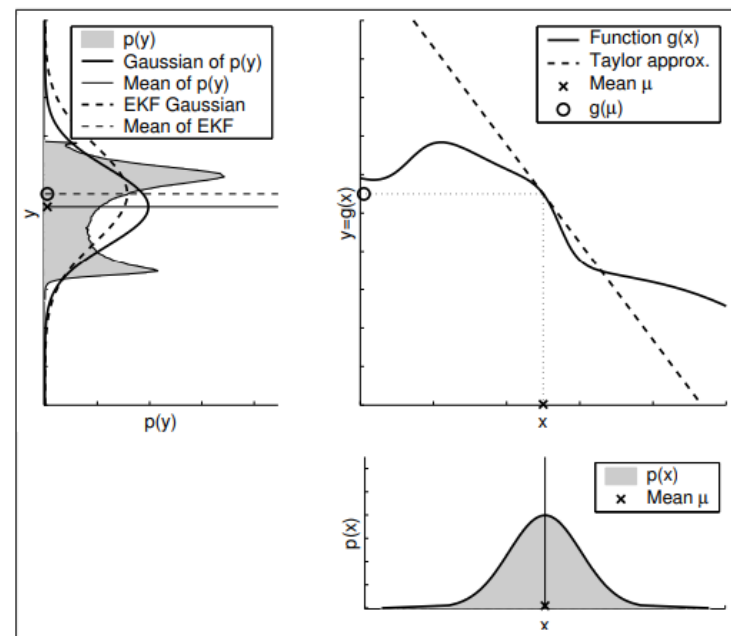 p(y)
Gaussian of p(y)
Mean of p(y)
EKF Gaussian
Mean of EKF
y
p(y)
Function g(x)
Taylor approx.
Mean μ
g(μ)
y=g(x)
x
p(x)
Mean μ
p(x)
x